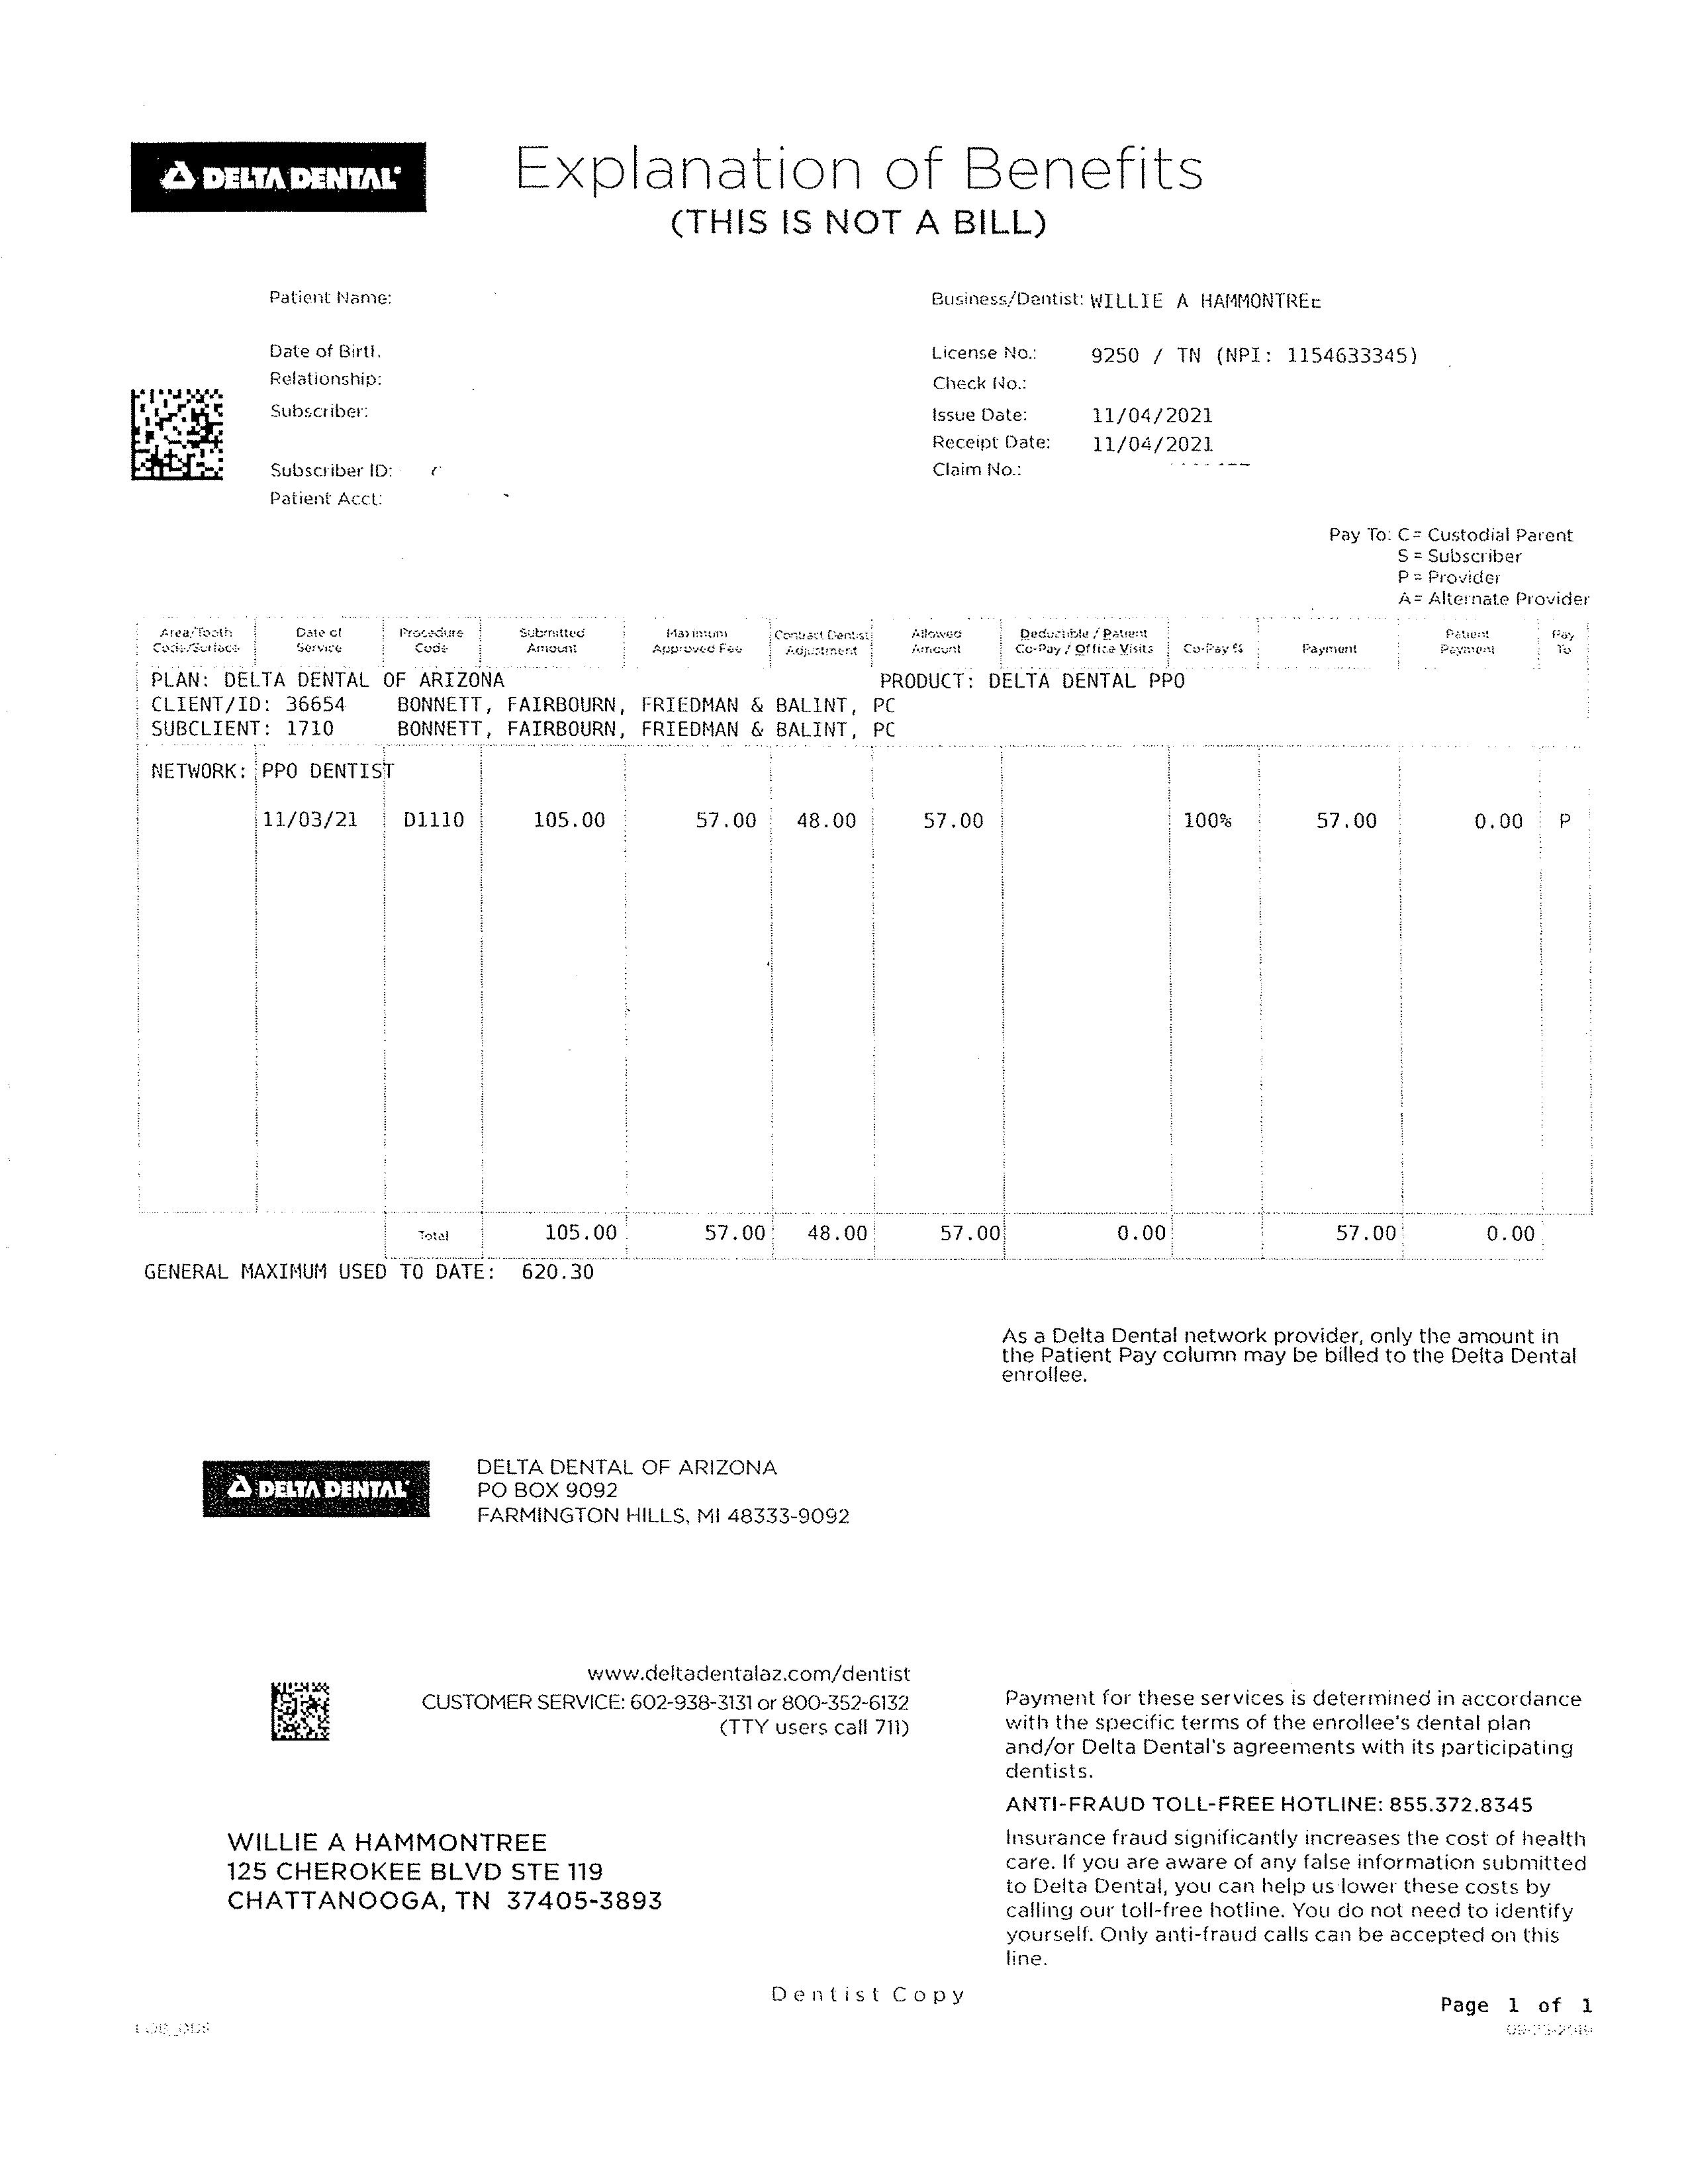 DELTA DENTAL
Explanation of Benefits
(THIS IS NOT A BILL)
Patient Name:
Business/Dentist: WILLIE A HAMMONTREE
Date of Birth
License No.: 9250 / TN (NPI: 1154633345)
Relationship:
Check No.:
Subscriber:
Issue Date: 11/04/2021
Receipt Date: 11/04/2021
Subscriber ID:
Claim No.:
Patient Acct:
Pay To: C= Custodial Parent
S = Subscriber
P = Provider
A= Alternate Provider
Area/Tooth Code/Surface Date of Service Procedure Code Submitted Amount Maximum Approved Fee Contract Dentist Adjustment Allowed Amount Deductible / Patient Co-Pay / Office Visits Co-Pay % Payment Patient Payment Pay To
PLAN: DELTA DENTAL OF ARIZONA PRODUCT: DELTA DENTAL PPO
CLIENT/ID: 36654 BONNETT, FAIRBOURN, FRIEDMAN & BALINT, PC
SUBCLIENT: 1710 BONNETT, FAIRBOURN, FRIEDMAN & BALINT, PC
NETWORK: PPO DENTIST
11/03/21 D1110 105.00 57.00 48.00 57.00 100% 57.00 0.00 P
Total 105.00 57.00 48.00 57.00 0.00 57.00 0.00
GENERAL MAXIMUM USED TO DATE: 620.30
As a Delta Dental network provider, only the amount in
the Patient Pay column may be billed to the Delta Dental
enrollee.
DELTA DENTAL
DELTA DENTAL OF ARIZONA
PO BOX 9092
FARMINGTON HILLS, MI 48333-9092
www.deltadentalaz.com/dentist
CUSTOMER SERVICE: 602-938-3131 or 800-352-6132
(TTY users call 711)
Payment for these services is determined in accordance
with the specific terms of the enrollee's dental plan
and/or Delta Dental's agreements with its participating
dentists.
ANTI-FRAUD TOLL-FREE HOTLINE: 855.372.8345
Insurance fraud significantly increases the cost of health
care. If you are aware of any false information submitted
to Delta Dental, you can help us lower these costs by
calling our toll-free hotline. You do not need to identify
yourself. Only anti-fraud calls can be accepted on this
line.
WILLIE A HAMMONTREE
125 CHEROKEE BLVD STE 119
CHATTANOOGA, TN 37405-3893
Dentist Copy
Page 1 of 1